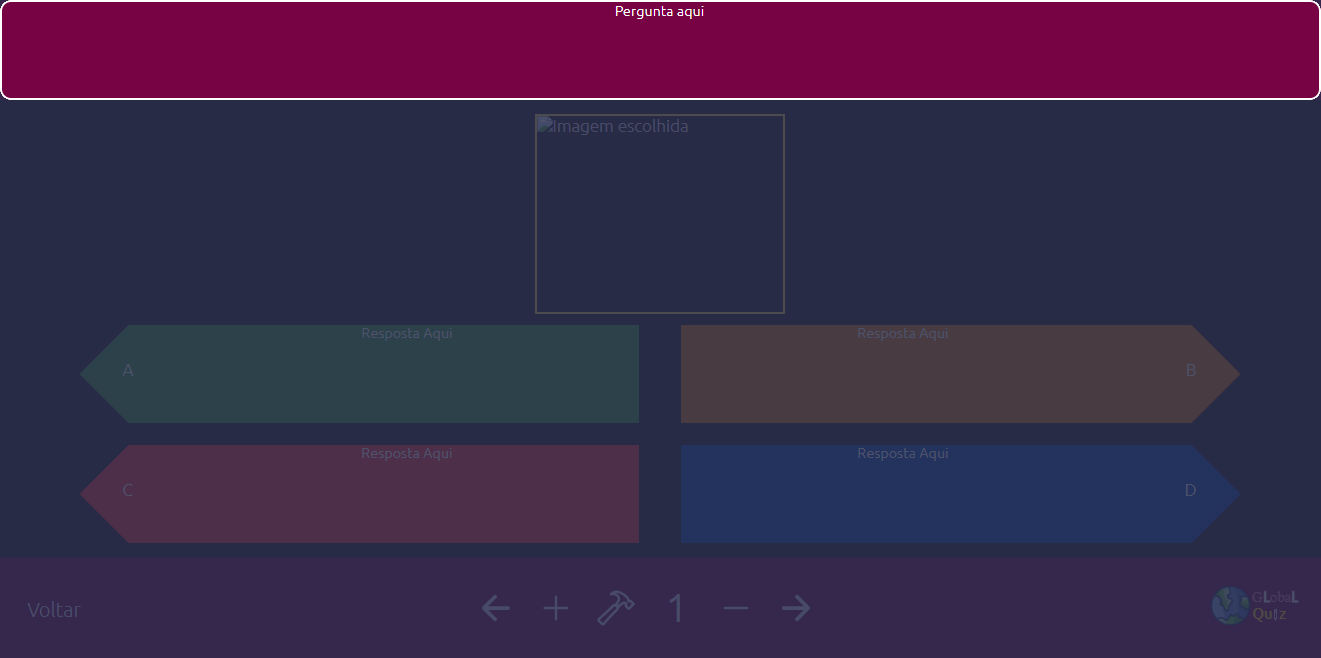 Pergunta aqui
Imagem escolhida
Resposta Aqui
A
Resposta Aqui
B
Resposta Aqui
C
Resposta Aqui
D
Voltar
1
GLobaL
Quiz